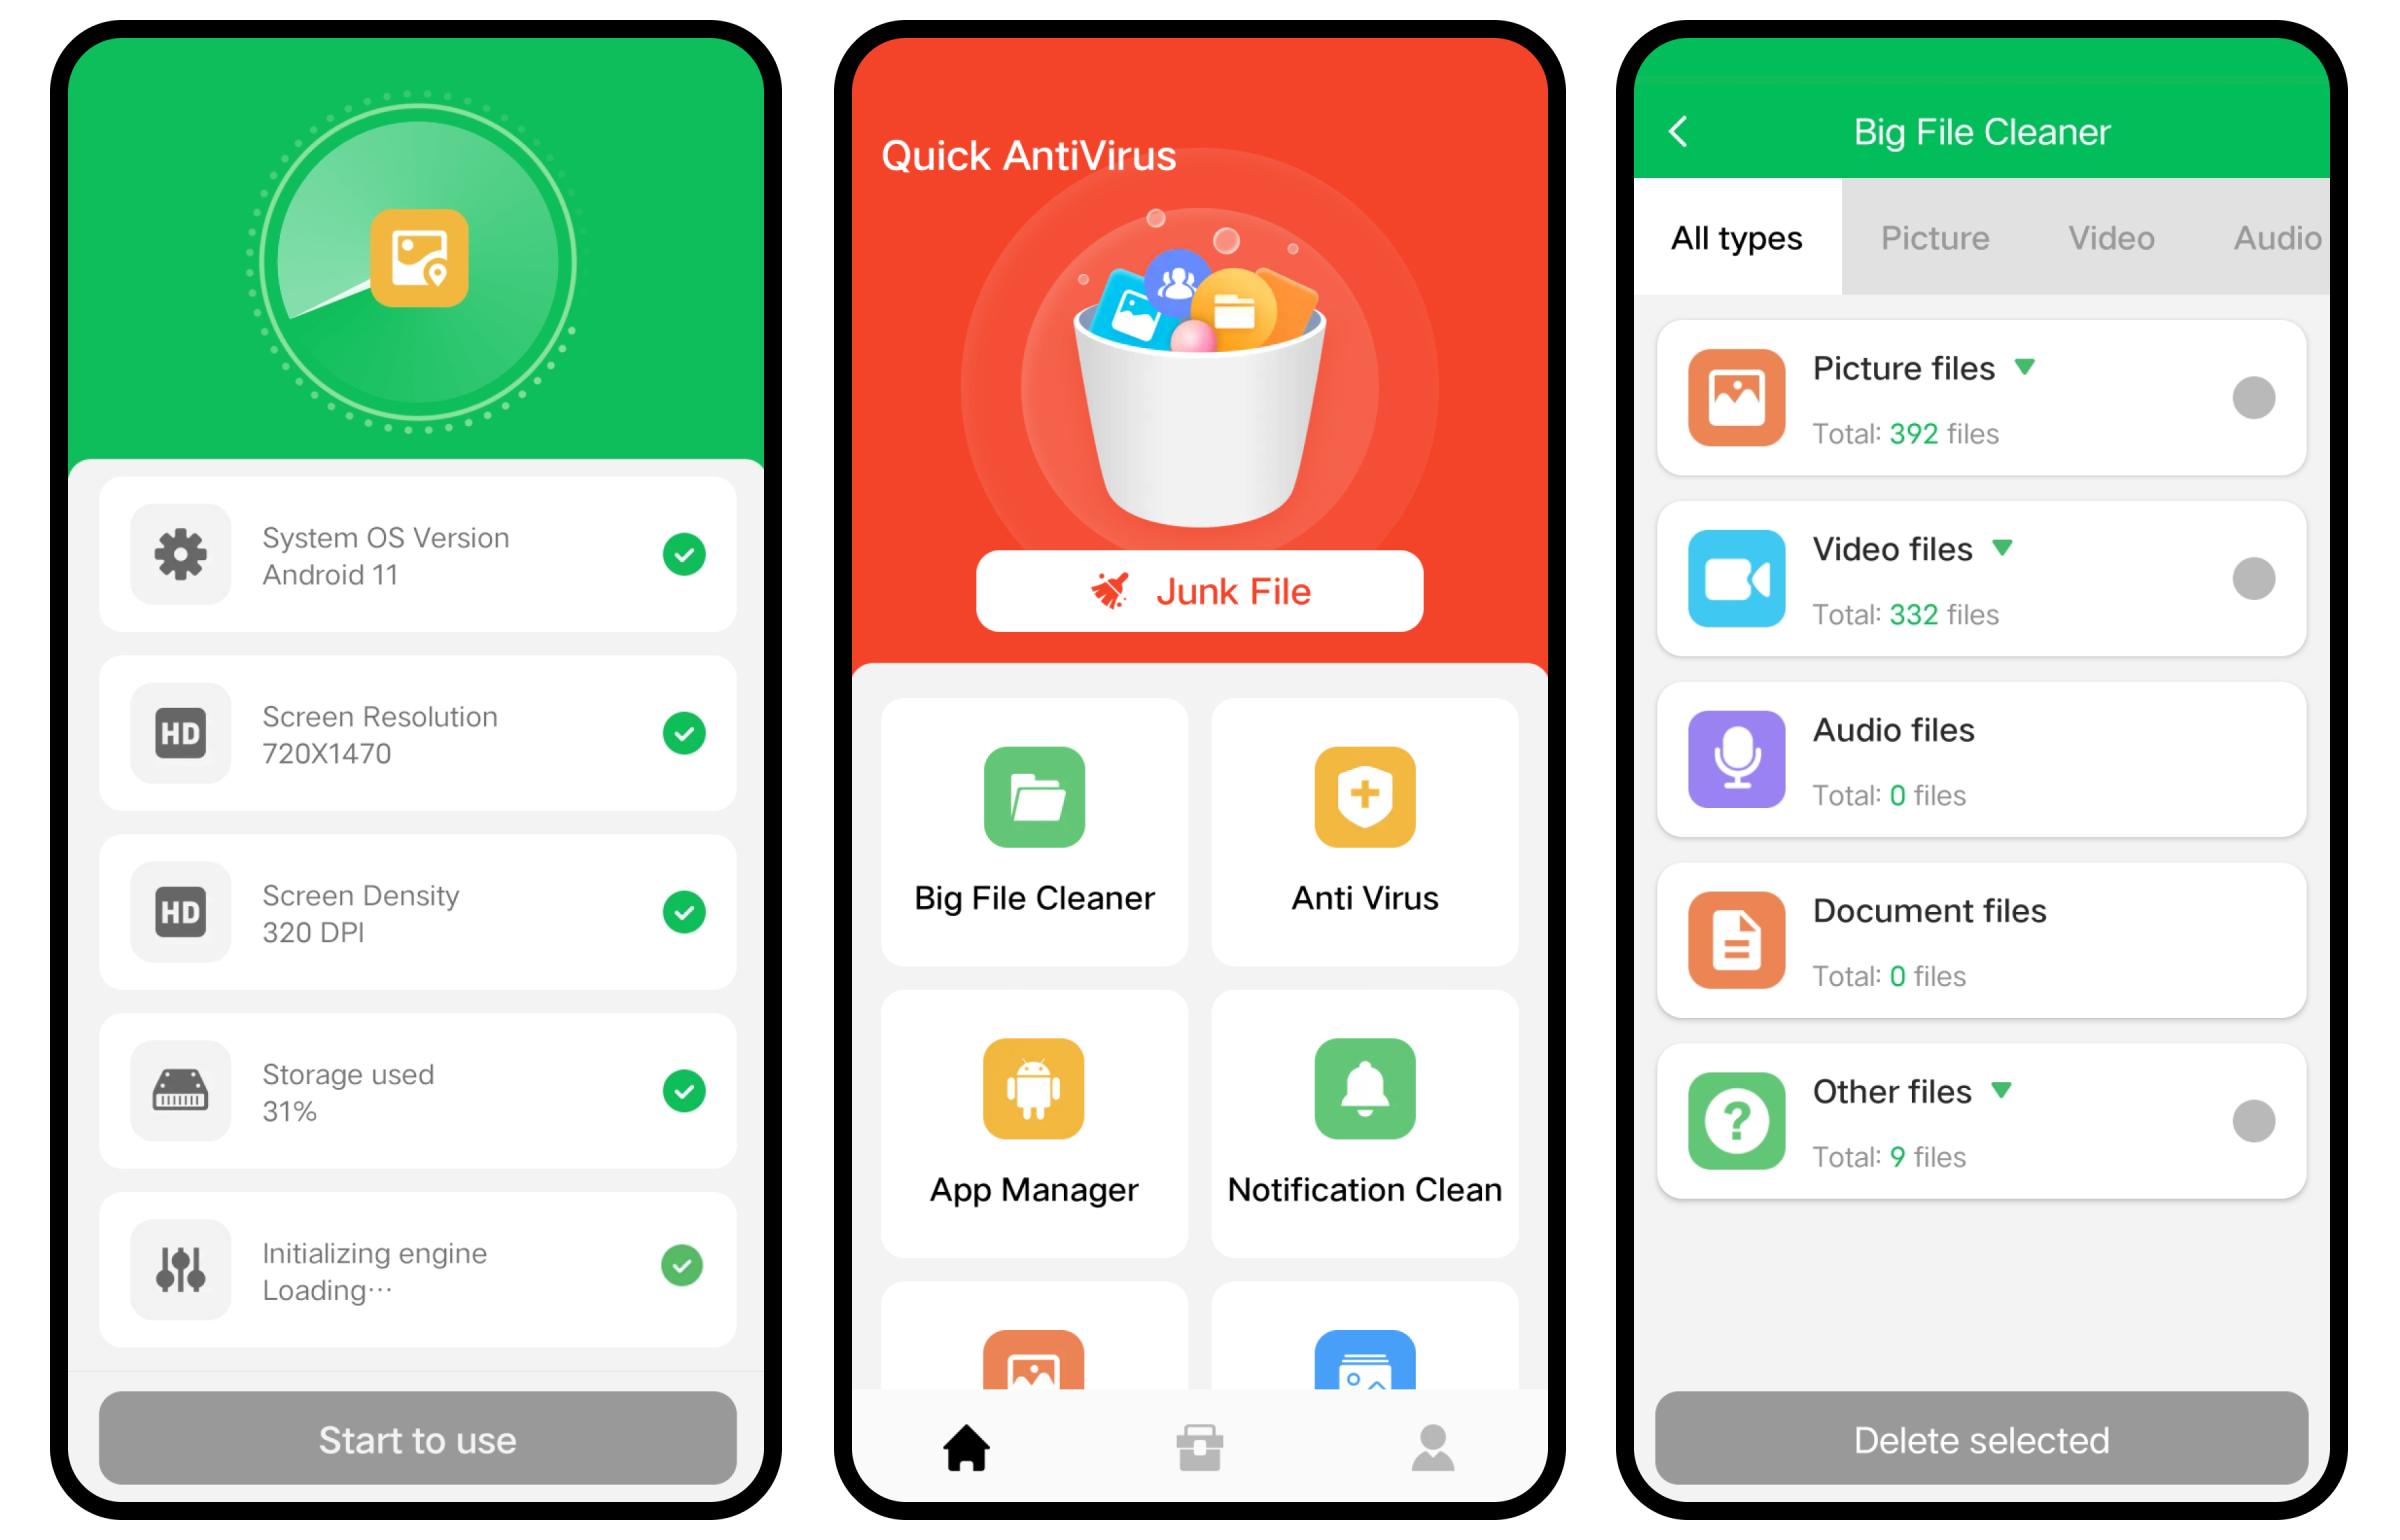 System OS Version
Android 11
HD
Screen Resolution
720X1470
HD
Screen Density
320 DPI
Storage used
31%
Initializing engine
Loading···
Start to use
Quick AntiVirus
Junk File
Big File Cleaner
Anti Virus
App Manager
Notification Clean
Big File Cleaner
All types
Picture
Video
Audio
Picture files
Total: 392 files
Video files
Total: 332 files
Audio files
Total: 0 files
Document files
Total: 0 files
Other files
?
Total: 9 files
Delete selected